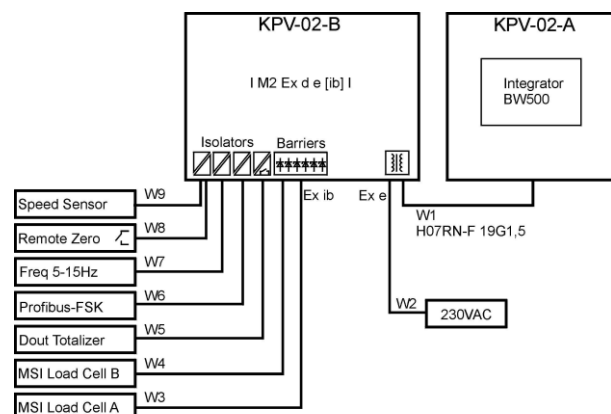 KPV-02-B
KPV-02-A
I M2 Ex d e [ib] I
Integrator
BW500
Isolators
Barriers
Ex ib
Ex e
W1
H07RN-F 19G1,5
W2
230VAC
Speed Sensor
W9
Remote Zero
W8
Freq 5-15Hz
W7
Profibus-FSK
W6
Dout Totalizer
W5
MSI Load Cell B
W4
MSI Load Cell A
W3